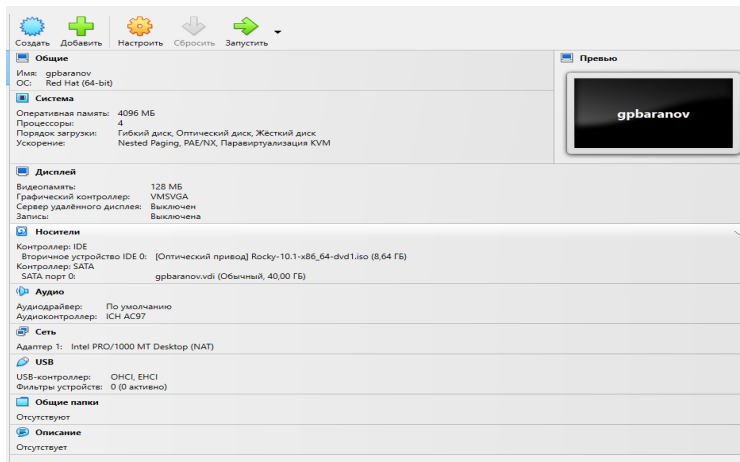 Создать Добавить Настроить Сбросить Запустить
Общие
Имя: gpbaranov
ОС: Red Hat (64-bit)
Превью
gpbaranov
Система
Оперативная память: 4096 МБ
Процессоры: 4
Порядок загрузки: Гибкий диск, Оптический диск, Жёсткий диск
Ускорение: Nested Paging, PAE/NX, Паравиртуализация KVM
Дисплей
Видеопамять: 128 МБ
Графический контроллер: VMSVGA
Сервер удалённого дисплея: Выключен
Запись: Выключена
Носители
Контроллер: IDE
Вторичное устройство IDE 0: [Оптический привод] Rocky-10.1-x86_64-dvd1.iso (8,64 ГБ)
Контроллер: SATA
SATA порт 0: gpbaranov.vdi (Обычный, 40,00 ГБ)
Аудио
Аудиодрайвер: По умолчанию
Аудиоконтроллер: ICH AC97
Сеть
Адаптер 1: Intel PRO/1000 MT Desktop (NAT)
USB
USB-контроллер: OHCI, EHCI
Фильтры устройств: 0 (0 активно)
Общие папки
Отсутствуют
Описание
Отсутствует